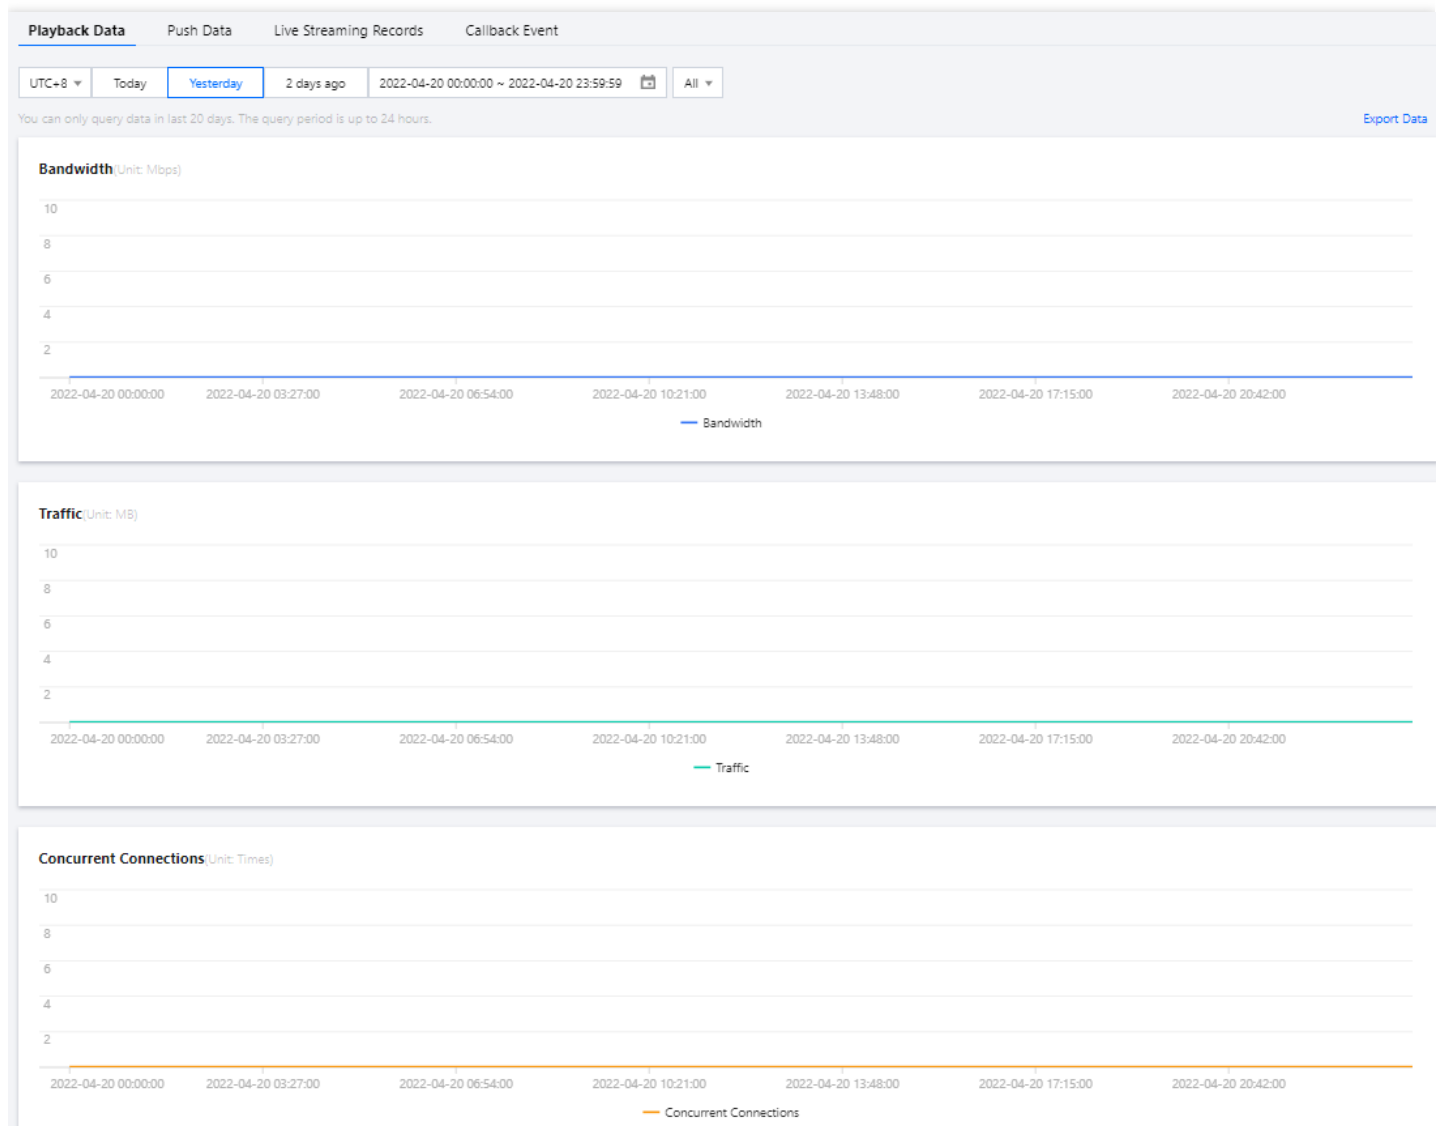 Playback Data Push Data Live Streaming Records Callback Event
UTC+8 Today Yesterday 2 days ago 2022-04-20 00:00:00 ~ 2022-04-20 23:59:59 All
You can only query data in last 20 days. The query period is up to 24 hours. Export Data
Bandwidth(Unit: Mbps)
10
8
6
4
2
2022-04-20 00:00:00 2022-04-20 03:27:00 2022-04-20 06:54:00 2022-04-20 10:21:00 2022-04-20 13:48:00 2022-04-20 17:15:00 2022-04-20 20:42:00
Bandwidth
Traffic(Unit: MB)
10
8
6
4
2
2022-04-20 00:00:00 2022-04-20 03:27:00 2022-04-20 06:54:00 2022-04-20 10:21:00 2022-04-20 13:48:00 2022-04-20 17:15:00 2022-04-20 20:42:00
Traffic
Concurrent Connections(Unit: Times)
10
8
6
4
2
2022-04-20 00:00:00 2022-04-20 03:27:00 2022-04-20 06:54:00 2022-04-20 10:21:00 2022-04-20 13:48:00 2022-04-20 17:15:00 2022-04-20 20:42:00
Concurrent Connections